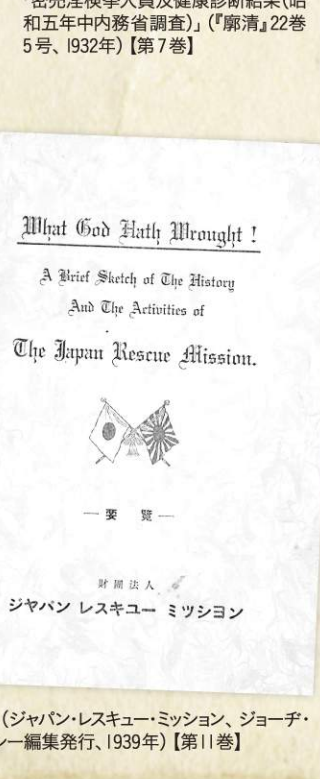 「密売淫検挙人員及健康診断結果(昭
和五年中内務省調査)」(『廓清』22巻
5号、1932年)【第7巻】
What God Hath Wrought !
A Brief Sketch of The History
And The Activities of
The Japan Rescue Mission.
— 要 覧 —
財團法人
ジヤパン レスキユー ミツシヨン
(ジャパン・レスキュー・ミッション、ジョーヂ・
ー編集発行、1939年)【第11巻】